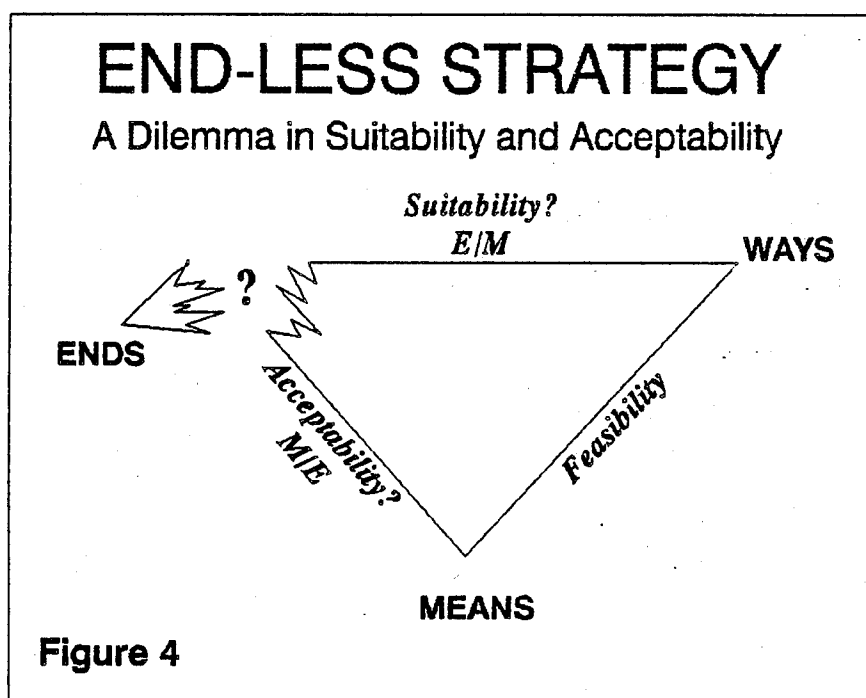 END-LESS STRATEGY
A Dilemma in Suitability and Acceptability
Suitability?
E/M
WAYS
?
ENDS
Acceptability?
M/E
Feasibility
MEANS
Figure 4